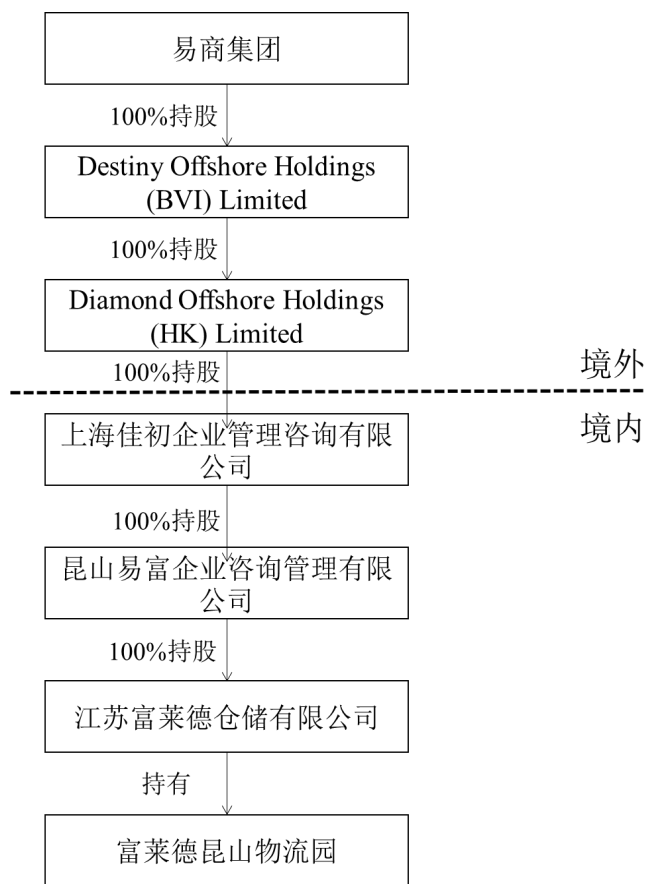 易商集团
100%持股
Destiny Offshore Holdings
(BVI) Limited
100%持股
Diamond Offshore Holdings
(HK) Limited
100%持股
境外
境内
上海佳初企业管理咨询有限
公司
100%持股
昆山易富企业咨询管理有限
公司
100%持股
江苏富莱德仓储有限公司
持有
富莱德昆山物流园